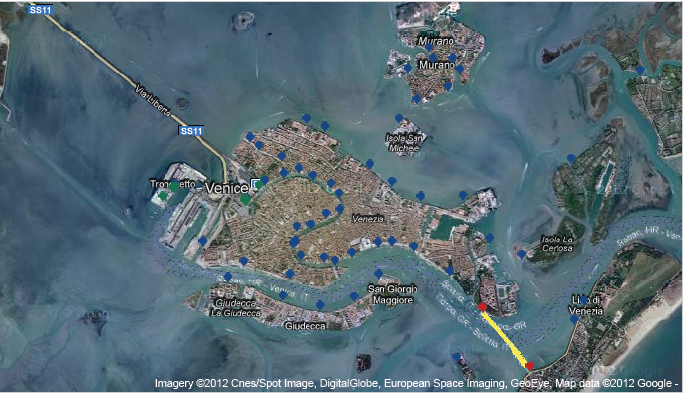 SS11
Via Libertà
SS11
Murano
Murano
Isola San
Michele
Tronchetto
Venice
Venezia
Isola La
Certosa
San Giorgio
Maggiore
Giudecca
La Giudecca
Giudecca
Lido di
Venezia
Imagery ©2012 Cnes/Spot Image, DigitalGlobe, European Space Imaging, GeoEye, Map data ©2012 Google -